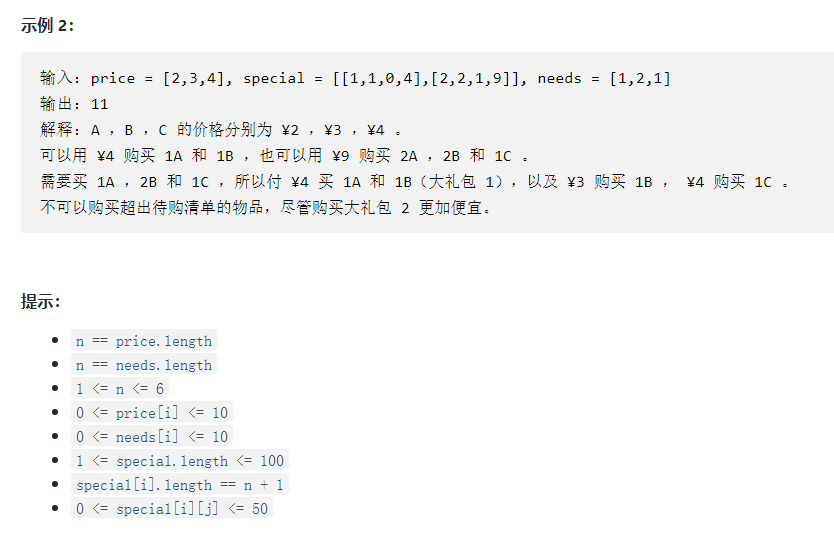 示例 2：
输入：price = [2,3,4], special = [[1,1,0,4],[2,2,1,9]], needs = [1,2,1]
输出：11
解释：A ，B ，C 的价格分别为 ¥2 ，¥3 ，¥4 。
可以用 ¥4 购买 1A 和 1B ，也可以用 ¥9 购买 2A ，2B 和 1C 。
需要买 1A ，2B 和 1C ，所以付 ¥4 买 1A 和 1B（大礼包 1），以及 ¥3 购买 1B ， ¥4 购买 1C 。
不可以购买超出待购清单的物品，尽管购买大礼包 2 更加便宜。
提示：
n == price.length
n == needs.length
1 <= n <= 6
0 <= price[i] <= 10
0 <= needs[i] <= 10
1 <= special.length <= 100
special[i].length == n + 1
0 <= special[i][j] <= 50